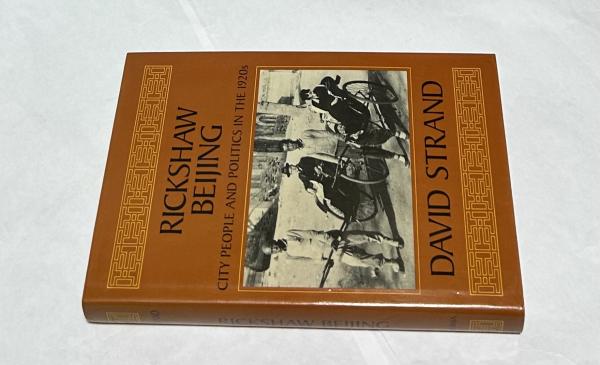 RICKSHAW
BEIJING
CITY PEOPLE AND POLITICS IN THE 1920s
DAVID STRAND
RICKSHAW BEIJING